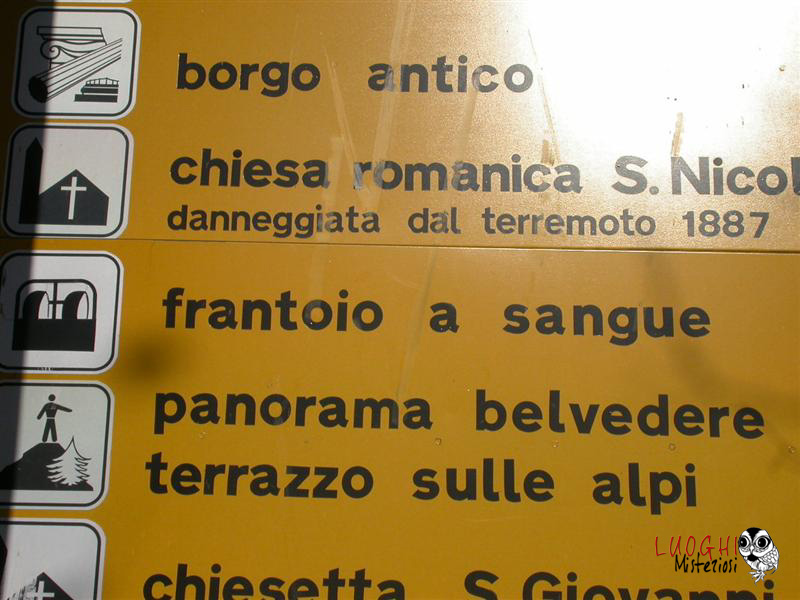 borgo antico
chiesa romanica S. Nicol
danneggiata dal terremoto 1887
frantoio a sangue
panorama belvedere
terrazzo sulle alpi
chiesetta S. Giovanni
LUOGHI
Misteriosi